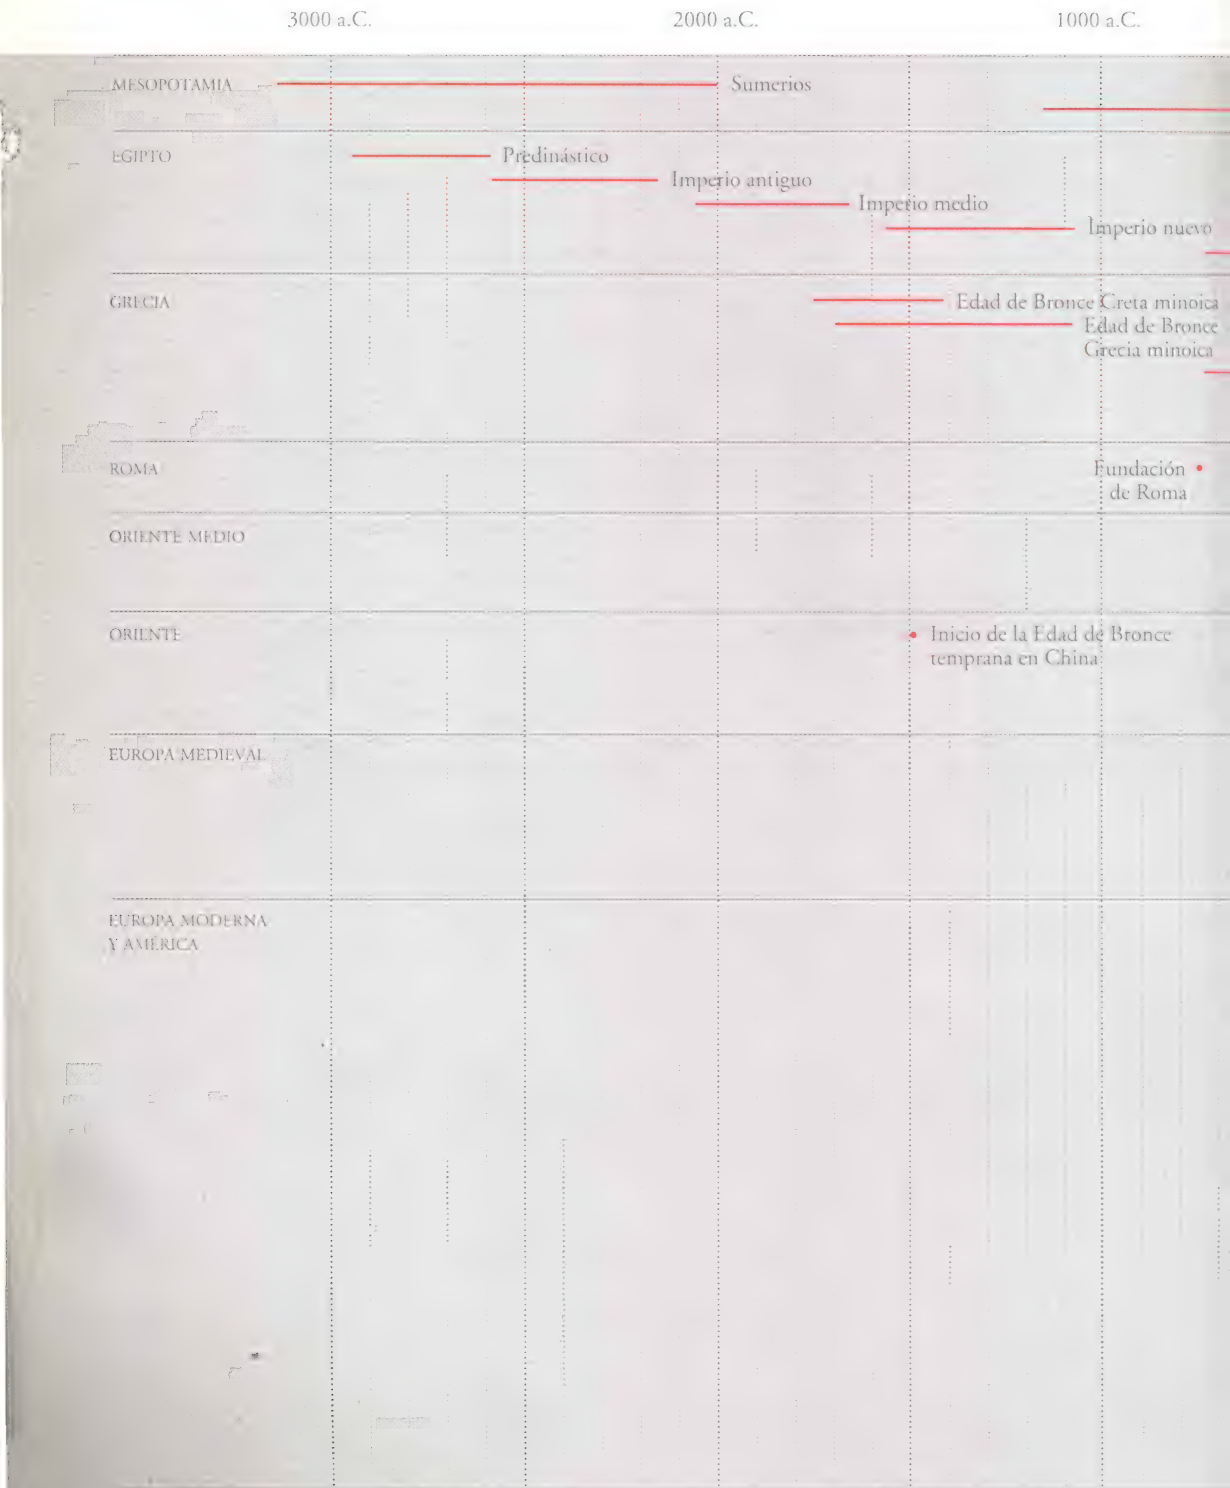 3000 a.C. 2000 a.C. 1000 a.C.
MESOPOTAMIA Sumerios
EGIPTO Predinástico
Imperio antiguo
Imperio medio
Imperio nuevo
GRECIA Edad de Bronce Creta minoica
Edad de Bronce
Grecia minoica
ROMA Fundación
de Roma
ORIENTE MEDIO
ORIENTE Inicio de la Edad de Bronce
temprana en China
EUROPA MEDIEVAL
EUROPA MODERNA
Y AMÉRICA